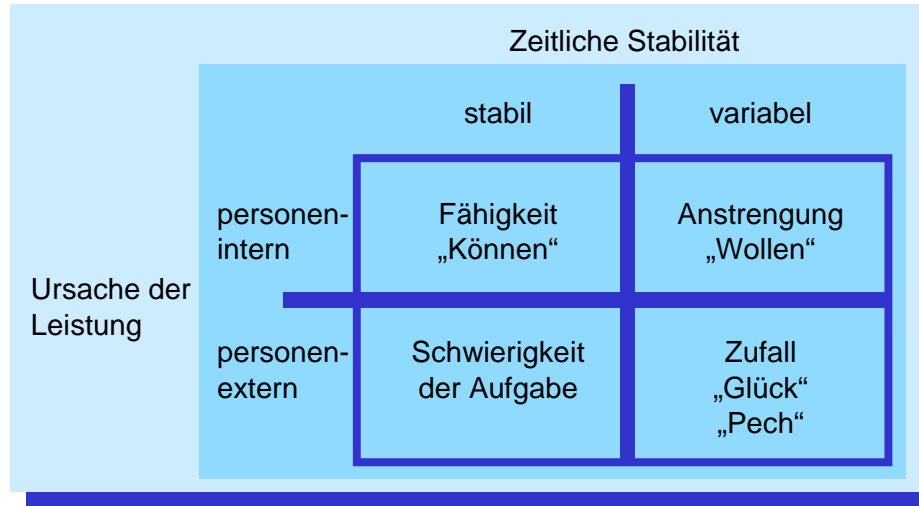 Zeitliche Stabilität
stabil
variabel
personen-
intern
Fähigkeit
„Können“
Anstrengung
„Wollen“
Ursache der
Leistung
personen-
extern
Schwierigkeit
der Aufgabe
Zufall
„Glück“
„Pech“